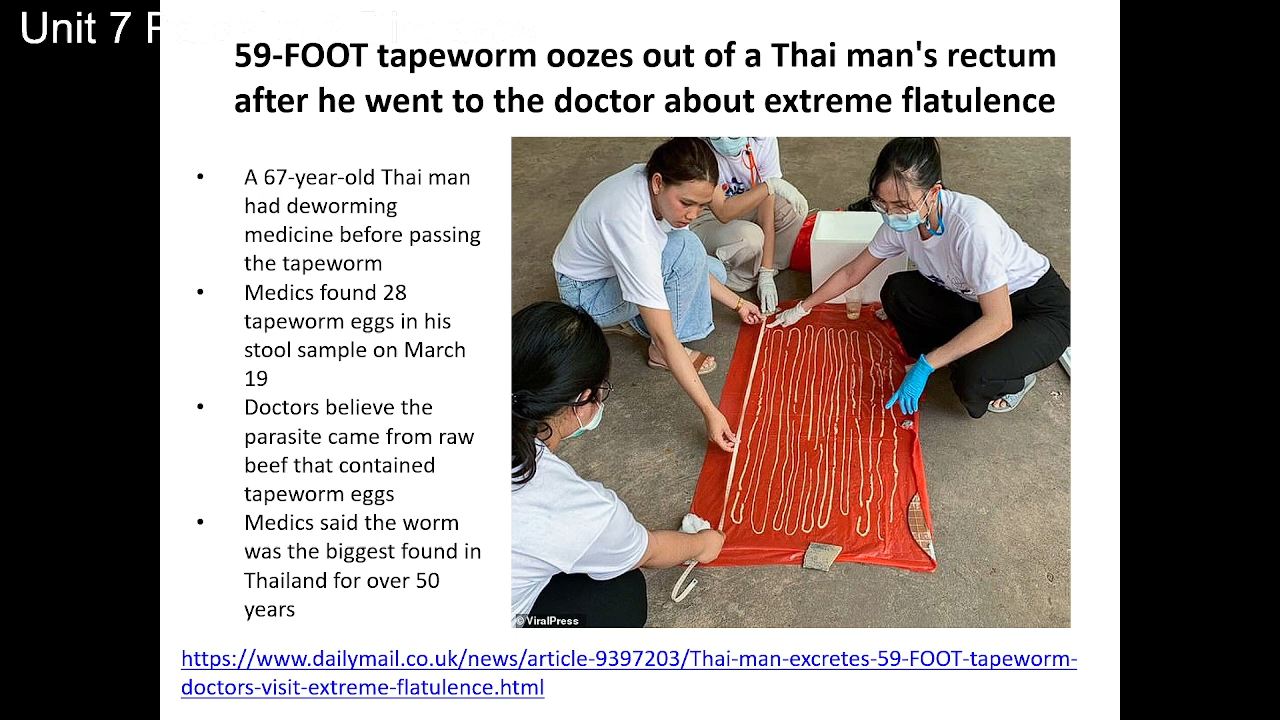 Unit 7
59-FOOT tapeworm oozes out of a Thai man's rectum
after he went to the doctor about extreme flatulence
• A 67-year-old Thai man
had deworming
medicine before passing
the tapeworm
• Medics found 28
tapeworm eggs in his
stool sample on March
19
• Doctors believe the
parasite came from raw
beef that contained
tapeworm eggs
• Medics said the worm
was the biggest found in
Thailand for over 50
years
© ViralPress
https://www.dailymail.co.uk/news/article-9397203/Thai-man-excretes-59-FOOT-tapeworm-
doctors-visit-extreme-flatulence.html